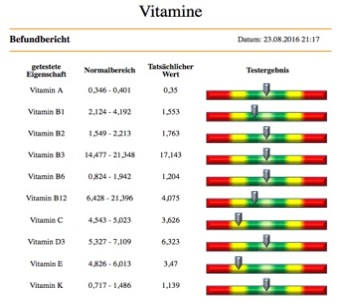 Vitamine
Befundbericht Datum: 23.08.2016 21:17
getestete Eigenschaft Normalbereich Tatsächlicher Wert Testergebnis
Vitamin A 0,346 - 0,401 0,35
Vitamin B1 2,124 - 4,192 1,553
Vitamin B2 1,549 - 2,213 1,763
Vitamin B3 14,477 - 21,348 17,143
Vitamin B6 0,824 - 1,942 1,204
Vitamin B12 6,428 - 21,396 4,075
Vitamin C 4,543 - 5,023 3,626
Vitamin D3 5,327 - 7,109 6,323
Vitamin E 4,826 - 6,013 3,47
Vitamin K 0,717 - 1,486 1,139